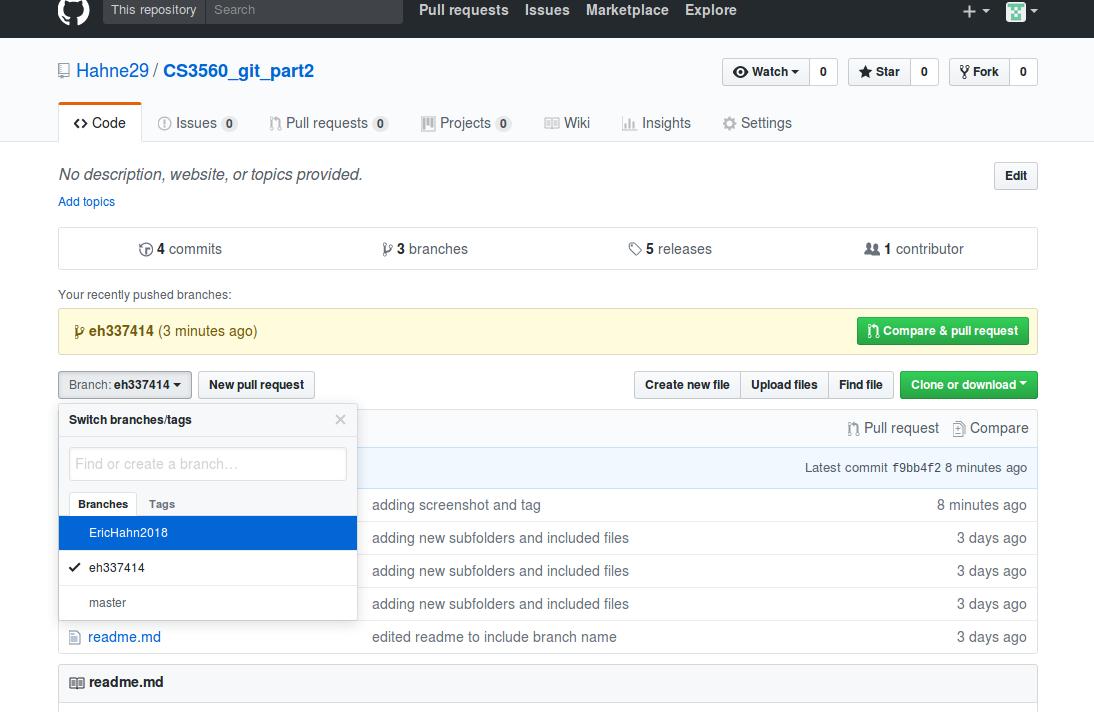 This repository Search Pull requests Issues Marketplace Explore
Hahne29 / CS3560_git_part2 Watch 0 Star 0 Fork 0
Code Issues 0 Pull requests 0 Projects 0 Wiki Insights Settings
No description, website, or topics provided. Edit
Add topics
4 commits 3 branches 5 releases 1 contributor
Your recently pushed branches:
eh337414 (3 minutes ago) Compare & pull request
Branch: eh337414 New pull request Create new file Upload files Find file Clone or download
Switch branches/tags
Pull request Compare
Find or create a branch…
Latest commit f9bb4f2 8 minutes ago
Branches Tags
adding screenshot and tag 8 minutes ago
EricHahn2018
adding new subfolders and included files 3 days ago
eh337414
adding new subfolders and included files 3 days ago
master
adding new subfolders and included files 3 days ago
readme.md edited readme to include branch name 3 days ago
readme.md